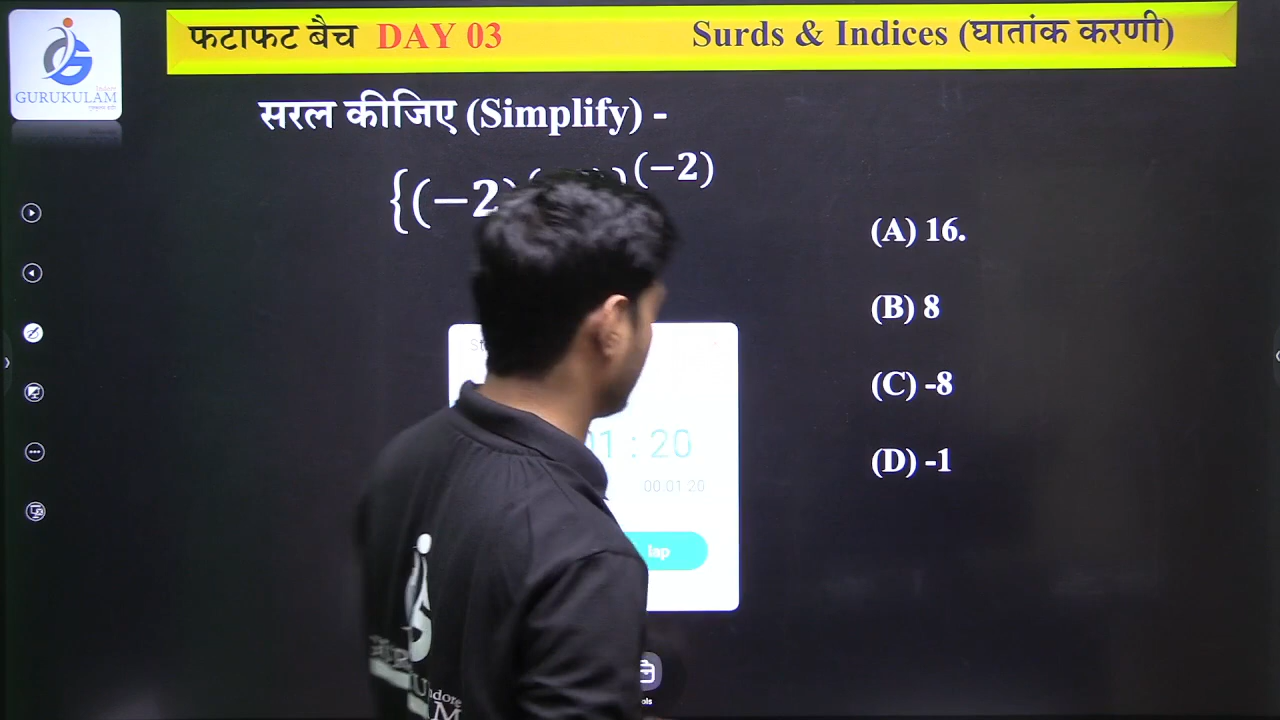 फटाफट बैच DAY 03 Surds & Indices (घातांक करणी)
GURUKULAM
सरल कीजिए (Simplify) -
{(−2 (−2)
(A) 16.
(B) 8
(C) -8
(D) -1
01 : 20
00:01.20
lap